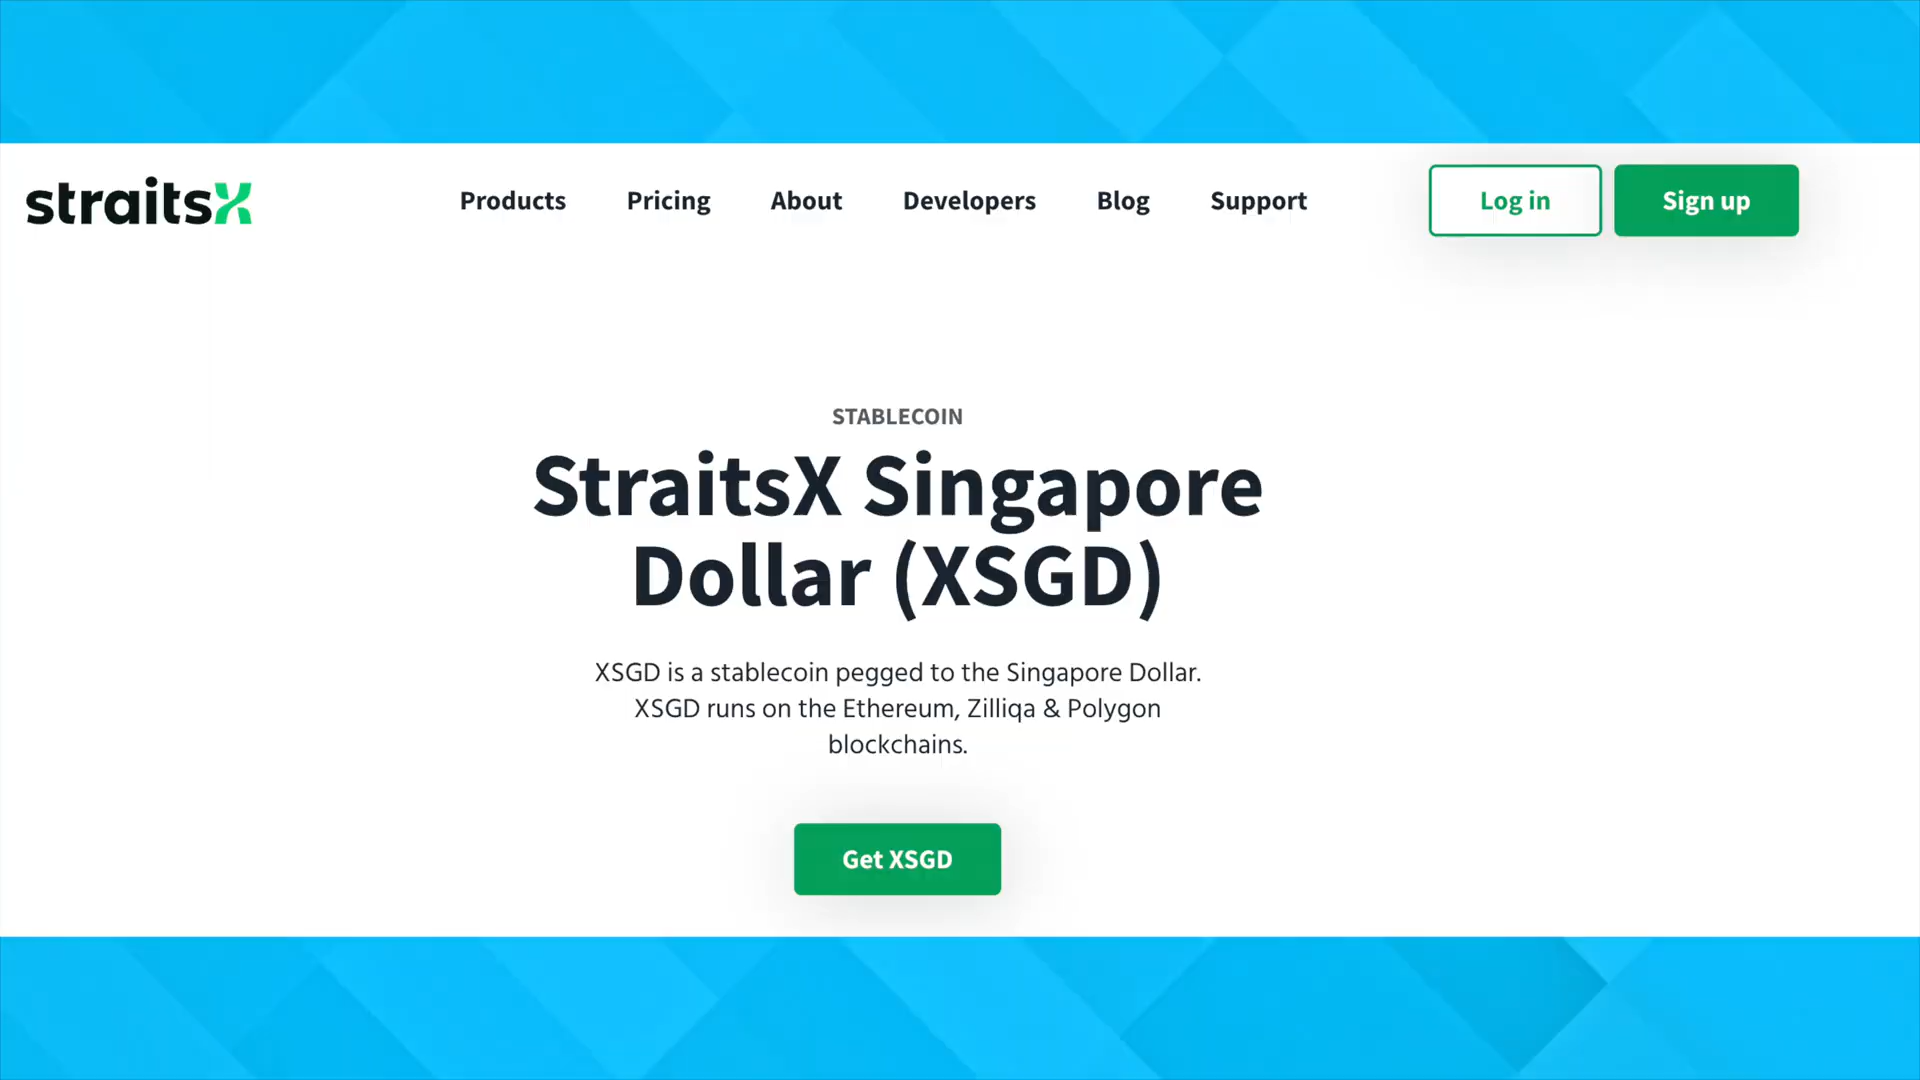 straitsX
Products Pricing About Developers Blog Support Log in Sign up
STABLECOIN
StraitsX Singapore
Dollar (XSGD)
XSGD is a stablecoin pegged to the Singapore Dollar.
XSGD runs on the Ethereum, Zilliqa & Polygon
blockchains.
Get XSGD